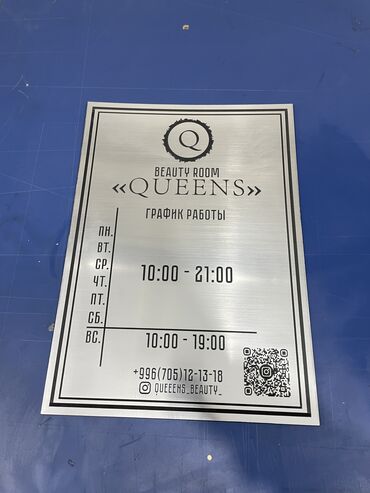 Q
BEAUTY ROOM
«QUEENS»
ГРАФИК РАБОТЫ
ПН.
ВТ.
СР.
ЧТ.
ПТ.
СБ.
10:00 - 21:00
ВС.
10:00 - 19:00
+996(705)12-13-18
QUEEENS_BEAUTY_